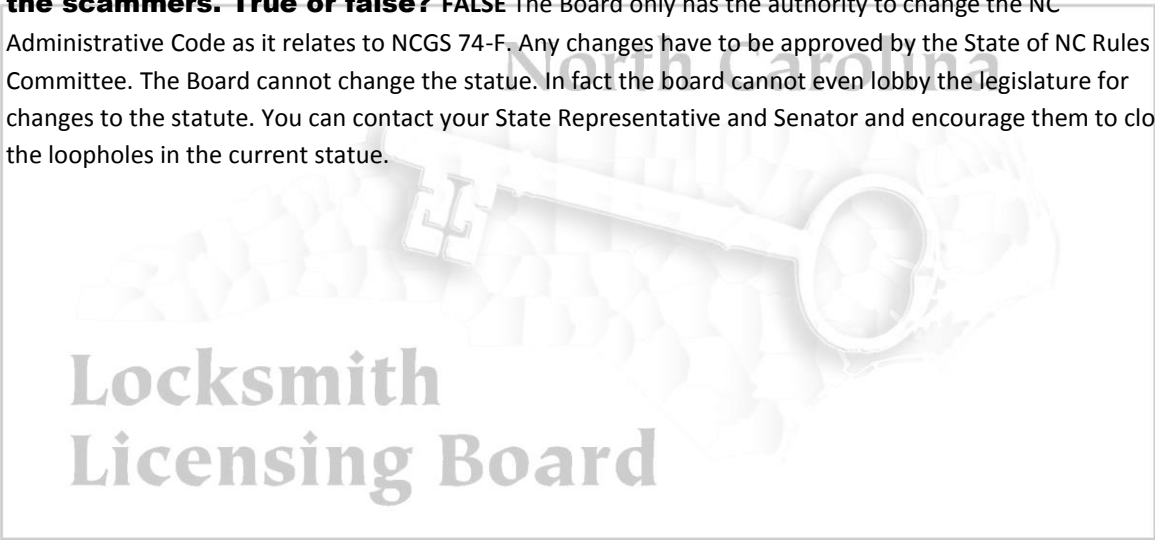 the scammers. True or false? FALSE The Board only has the authority to change the NC
Administrative Code as it relates to NCGS 74-F. Any changes have to be approved by the State of NC Rules
Committee. The Board cannot change the statue. In fact the board cannot even lobby the legislature for
changes to the statute. You can contact your State Representative and Senator and encourage them to clo
the loopholes in the current statue.
North Carolina
Locksmith
Licensing Board